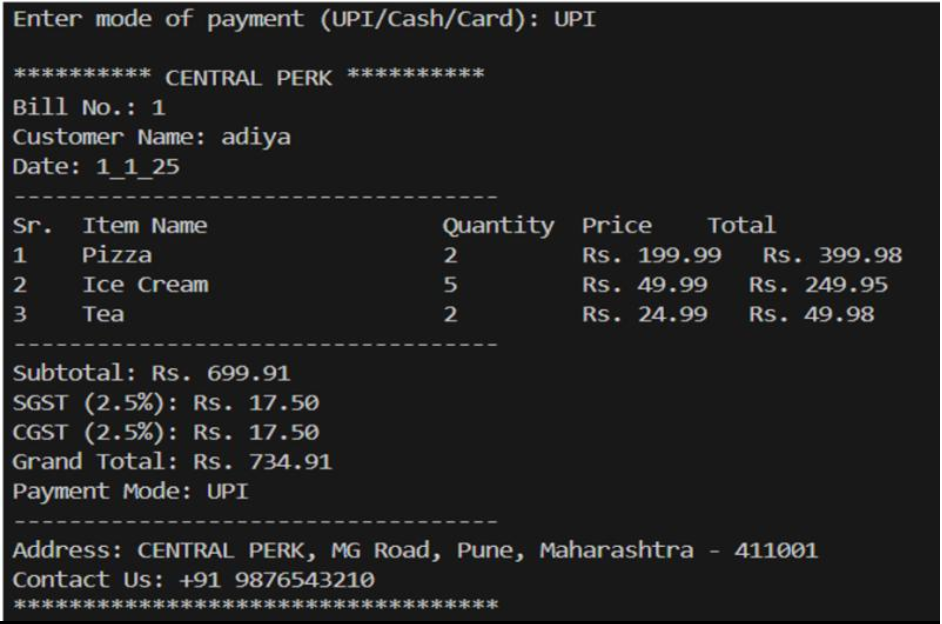 Enter mode of payment (UPI/Cash/Card): UPI
********** CENTRAL PERK **********
Bill No.: 1
Customer Name: adiya
Date: 1_1_25
-----------------------------------
Sr.  Item Name                 Quantity  Price    Total
1    Pizza                     2         Rs. 199.99   Rs. 399.98
2    Ice Cream                 5         Rs. 49.99   Rs. 249.95
3    Tea                       2         Rs. 24.99   Rs. 49.98
-----------------------------------
Subtotal: Rs. 699.91
SGST (2.5%): Rs. 17.50
CGST (2.5%): Rs. 17.50
Grand Total: Rs. 734.91
Payment Mode: UPI
-----------------------------------
Address: CENTRAL PERK, MG Road, Pune, Maharashtra - 411001
Contact Us: +91 9876543210
***********************************